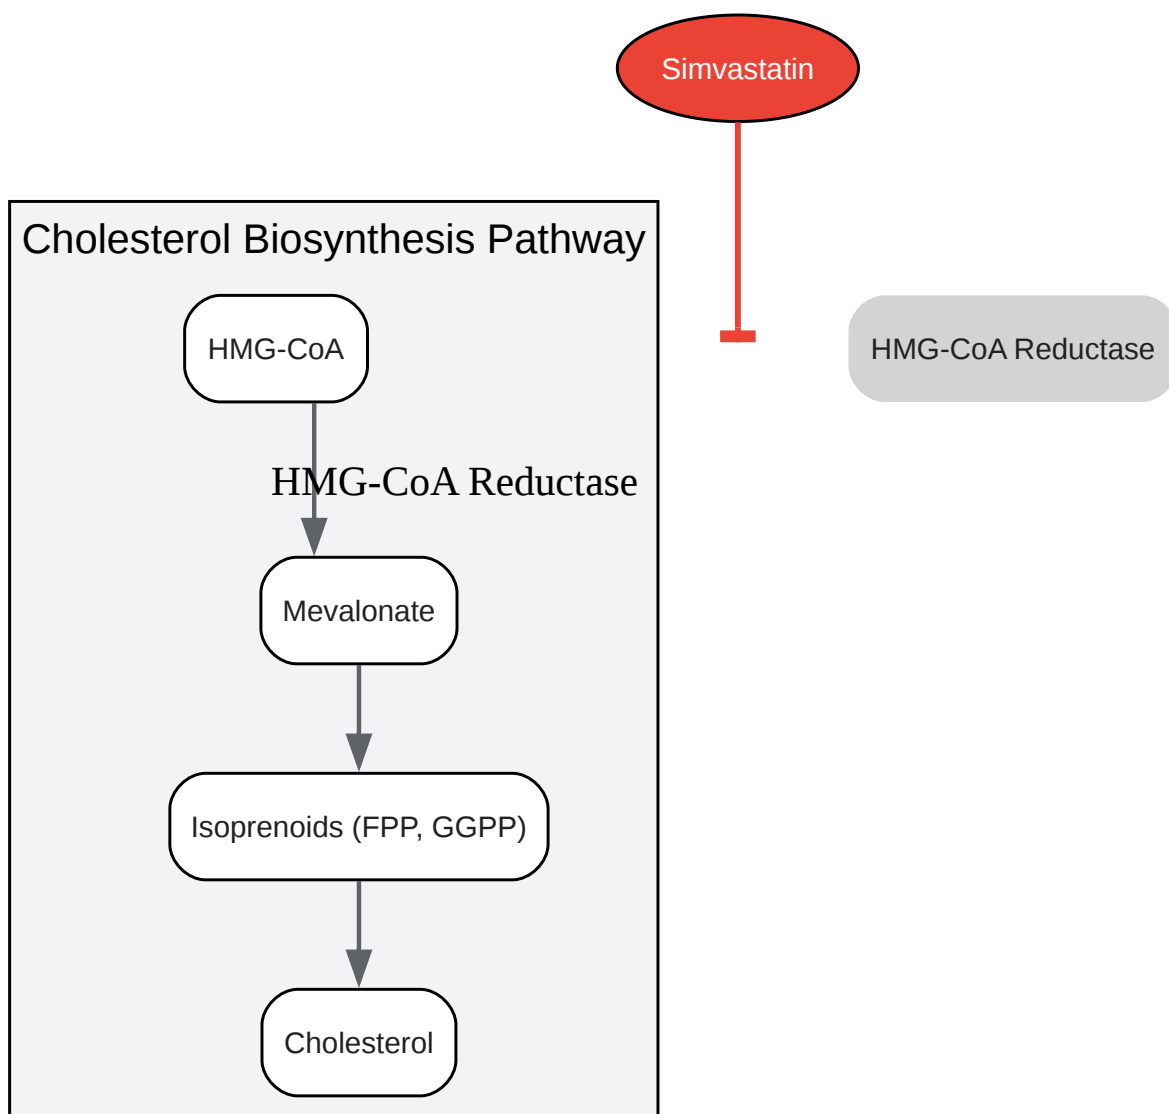 Simvastatin
Cholesterol Biosynthesis Pathway
HMG-CoA
HMG-CoA Reductase
HMG-CoA Reductase
Mevalonate
Isoprenoids (FPP, GGPP)
Cholesterol